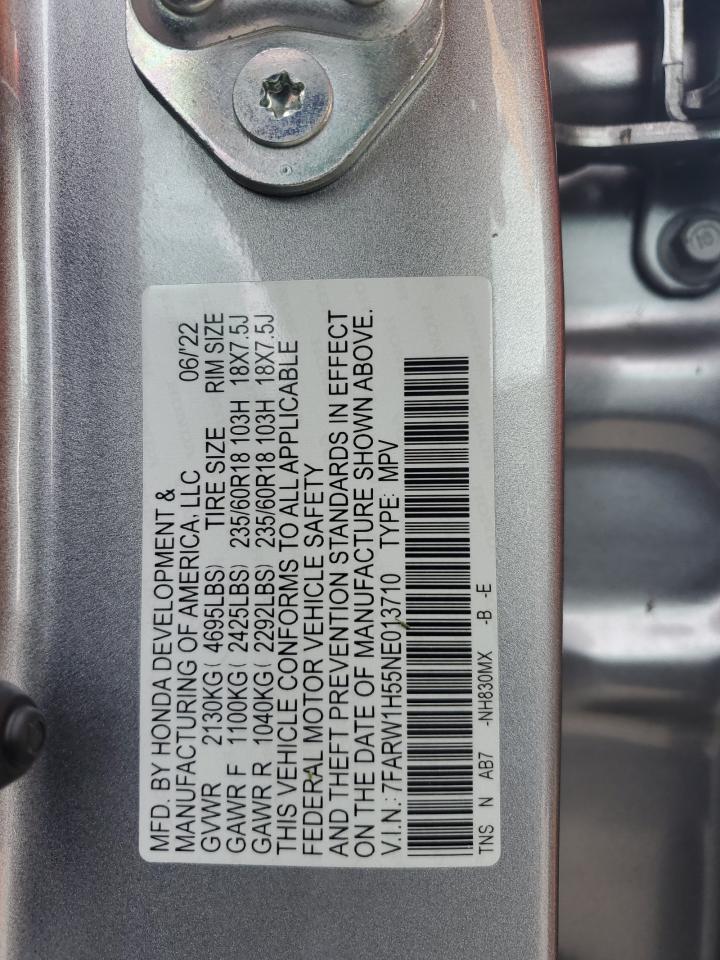 MFD. BY HONDA DEVELOPMENT &
MANUFACTURING OF AMERICA, LLC 06/'22
GVWR 2130KG( 4695LBS) TIRE SIZE RIM SIZE
GAWR F 1100KG( 2425LBS) 235/60R18 103H 18X7.5J
GAWR R 1040KG( 2292LBS) 235/60R18 103H 18X7.5J
THIS VEHICLE CONFORMS TO ALL APPLICABLE
FEDERAL MOTOR VEHICLE SAFETY
AND THEFT PREVENTION STANDARDS IN EFFECT
ON THE DATE OF MANUFACTURE SHOWN ABOVE.
V.I.N.: 7FARW1H55NE013710 TYPE: MPV
TNS N AB7 -NH830MX -B -E